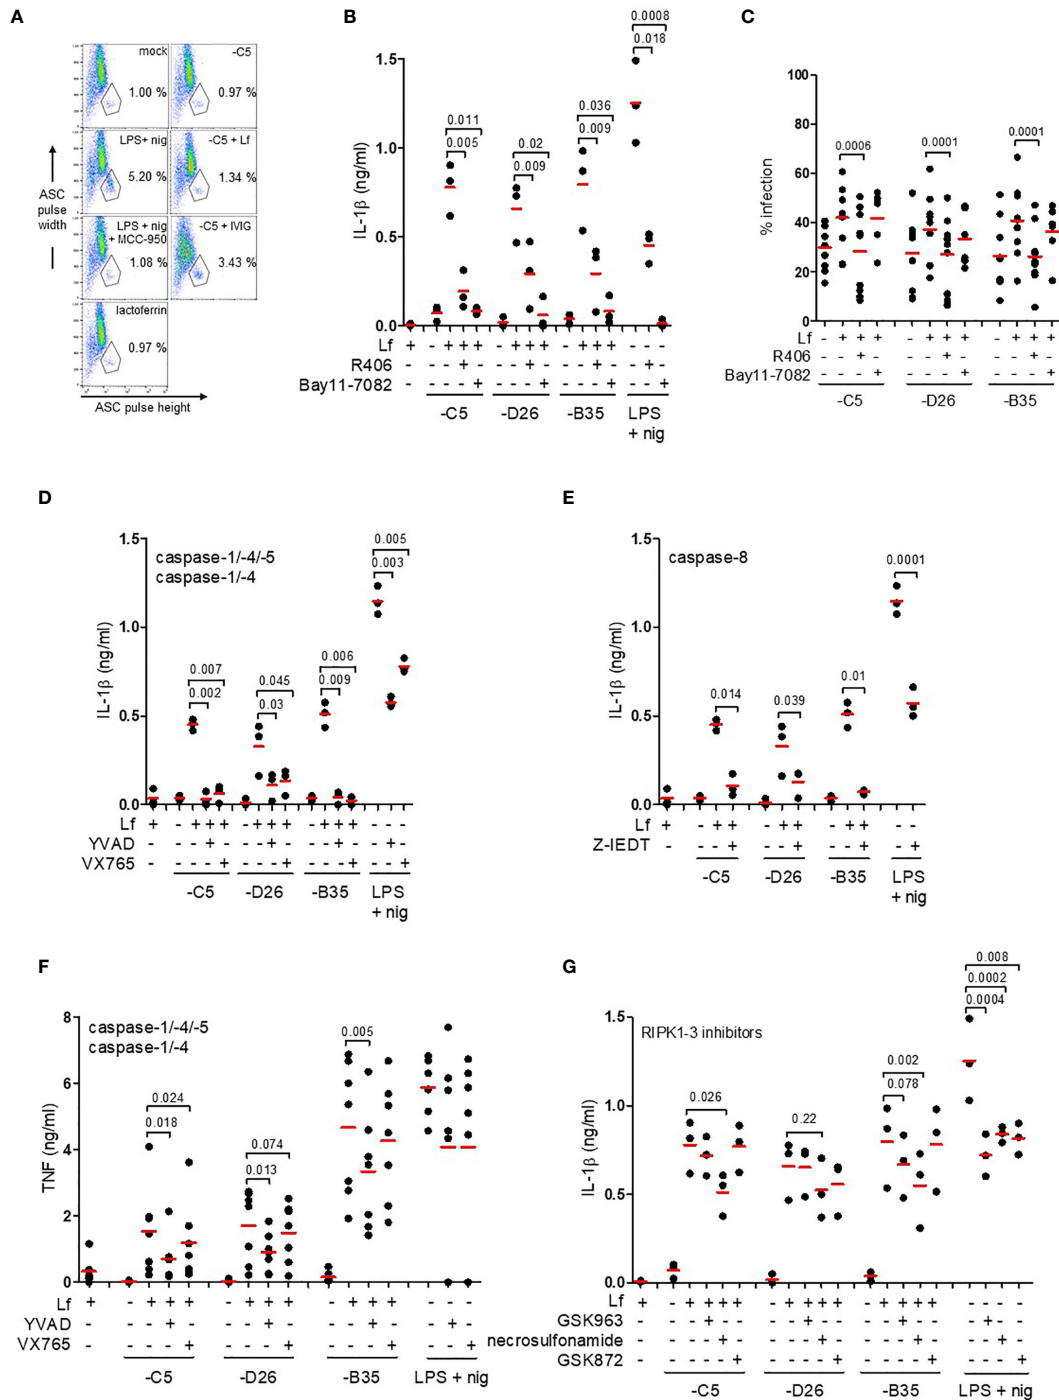 A
mock
1.00 %
-C5
0.97 %
LPS+ nig
5.20 %
-C5 + Lf
1.34 %
LPS + nig
+ MCC-950
1.08 %
-C5 + IVIG
3.43 %
lactoferrin
0.97 %
ASC
pulse
width
ASC pulse height
B
0.0008
0.018
0.011
0.005
0.02
0.009
0.036
0.009
IL-1β (ng/ml)
1.5
1.0
0.5
0.0
Lf + - + + + - + + + - + + + - - -
R406 - - - + - - - + - - - + - - + -
Bay11-7082 - - - - + - - - + - - - + - - +
-C5 -D26 -B35 LPS
+ nig
C
% infection
100
80
60
40
20
0
0.0006 0.0001 0.0001
Lf - + + + - + + + - + + +
R406 - - + - - - + - - - + -
Bay11-7082 - - - + - - - + - - - +
-C5 -D26 -B35
D
caspase-1/-4/-5
caspase-1/-4
IL-1β (ng/ml)
1.5
1.0
0.5
0.0
0.005
0.003
0.007
0.002
0.045
0.03
0.006
0.009
Lf + - + + + - + + + - + + + - - -
YVAD - - - + - - - + - - - + - - + -
VX765 - - - - + - - - + - - - + - - +
-C5 -D26 -B35 LPS
+ nig
E
caspase-8
IL-1β (ng/ml)
1.5
1.0
0.5
0.0
0.014 0.039 0.01 0.0001
Lf + - + + - + + - + + - -
Z-IEDT - - - + - - + - - + - +
-C5 -D26 -B35 LPS
+ nig
F
caspase-1/-4/-5
caspase-1/-4
TNF (ng/ml)
8
6
4
2
0
0.024
0.018
0.074
0.013
0.005
Lf + - + + + - + + + - + + + - - -
YVAD - - - + - - - + - - - + - - + -
VX765 - - - - + - - - + - - - + - - +
-C5 -D26 -B35 LPS + nig
G
RIPK1-3 inhibitors
IL-1β (ng/ml)
1.5
1.0
0.5
0.0
0.008
0.0002
0.0004
0.026
0.22
0.002
0.078
Lf + - + + + + - + + + + - + + + + - - - -
GSK963 - - - + - - - - + - - - - + - - - + - -
necrosulfonamide - - - - + - - - - + - - - - + - - - + -
GSK872 - - - - - + - - - - + - - - - + - - - +
-C5 -D26 -B35 LPS + nig